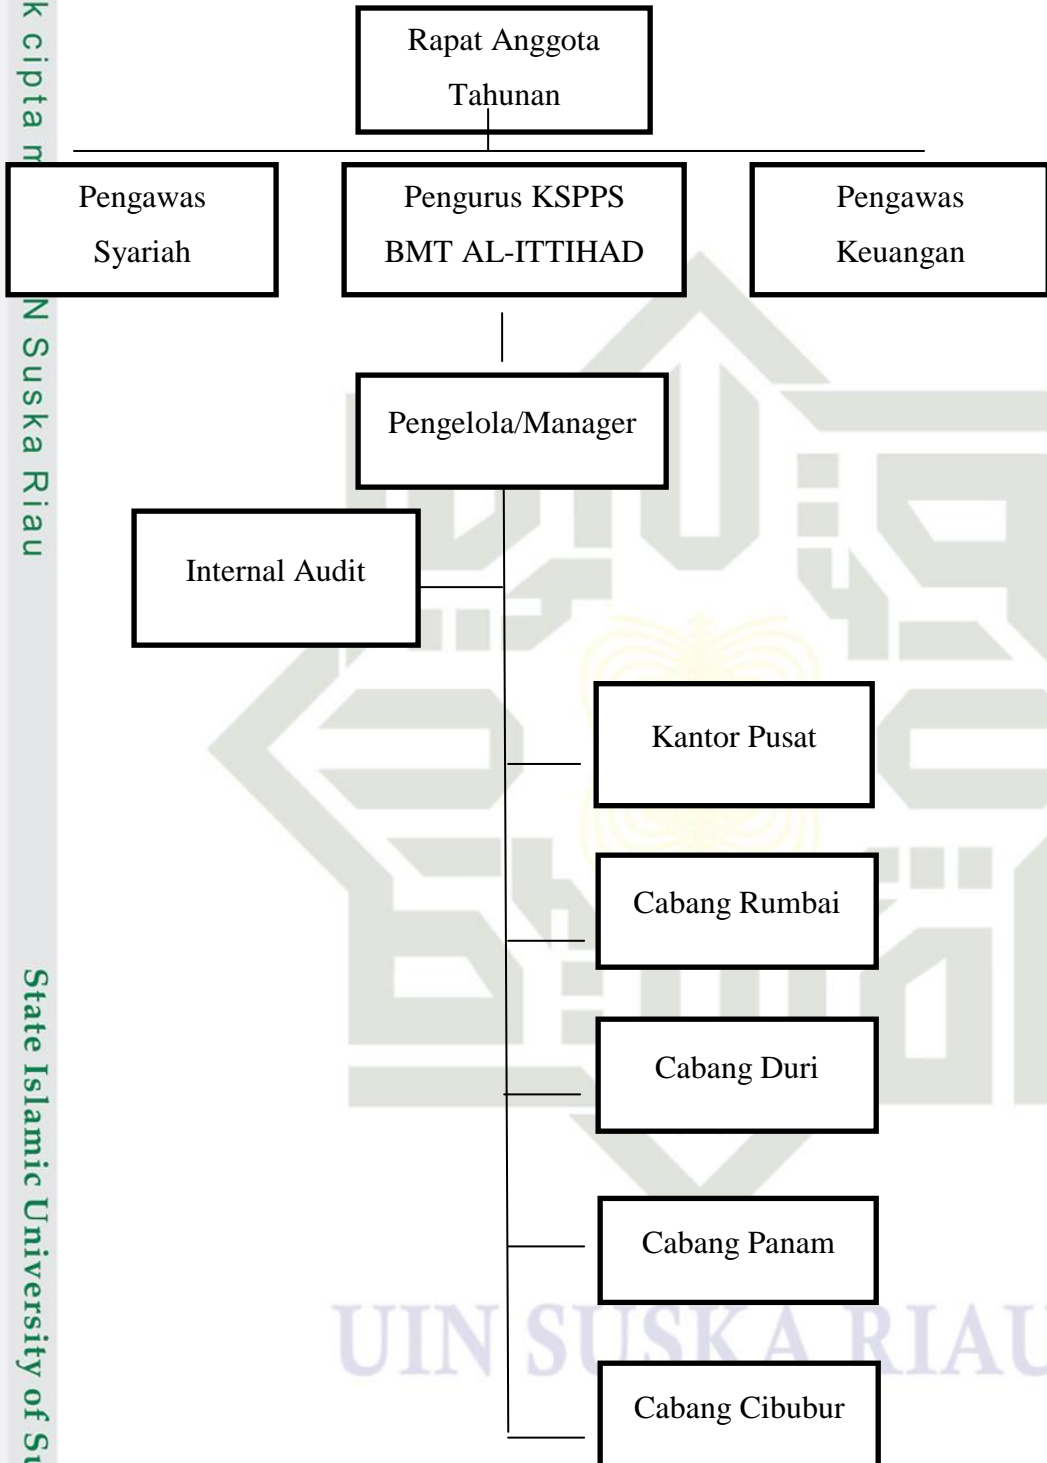 k cipta m
N Suska Riau
State Islamic University of Su
Rapat Anggota
Tahunan
Pengawas
Syariah
Pengurus KSPPS
BMT AL-ITTIHAD
Pengawas
Keuangan
Pengelola/Manager
Internal Audit
Kantor Pusat
Cabang Rumbai
Cabang Duri
Cabang Panam
UIN SUSKA RIAU
Cabang Cibubur